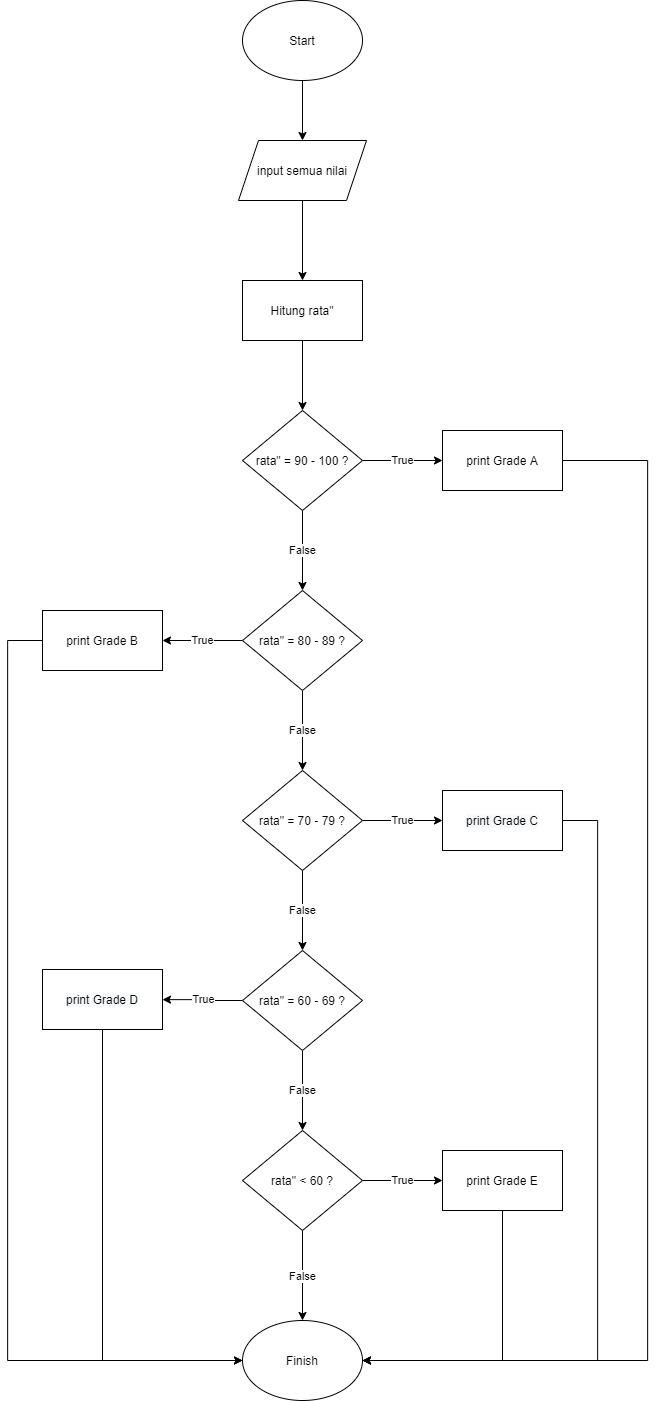 Start
input semua nilai
Hitung rata"
rata" = 90 - 100 ?
True
print Grade A
False
print Grade B
True
rata" = 80 - 89 ?
False
rata" = 70 - 79 ?
True
print Grade C
False
print Grade D
True
rata" = 60 - 69 ?
False
rata" < 60 ?
True
print Grade E
False
Finish